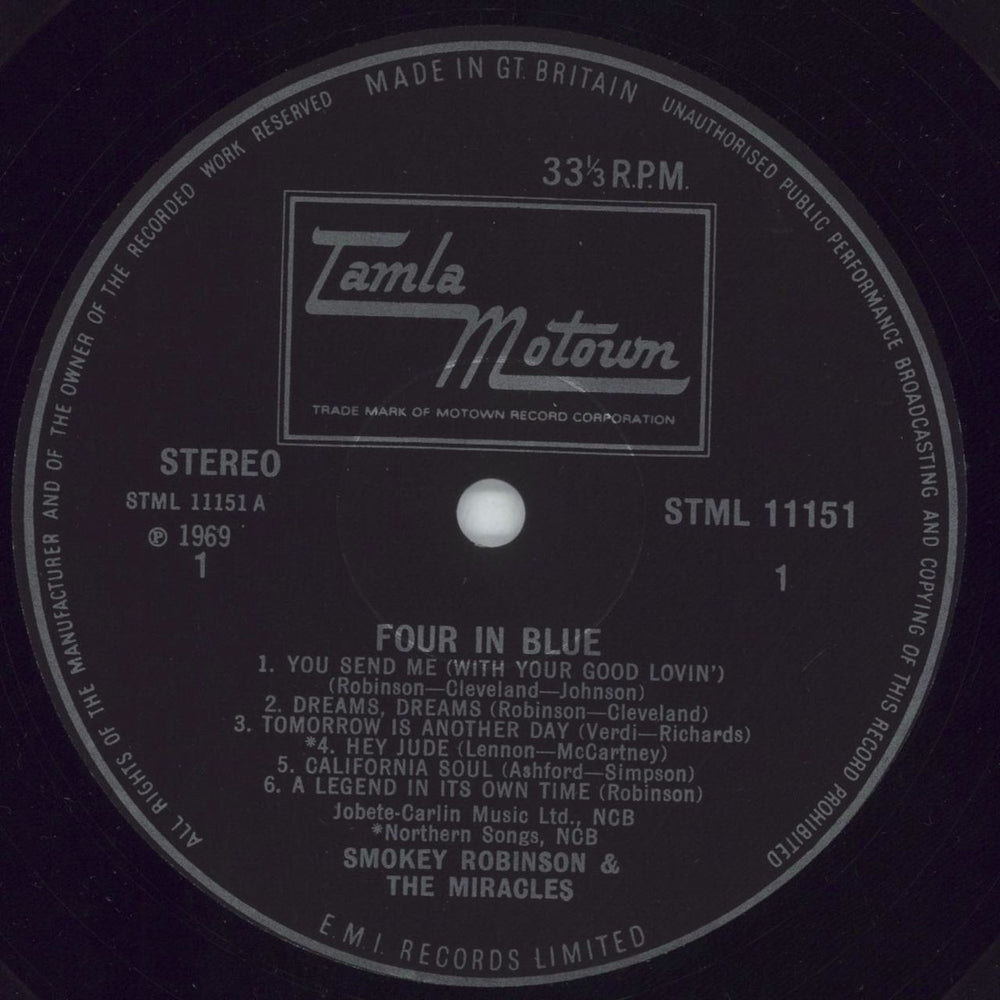 MADE IN GT. BRITAIN
UNAUTHORISED PUBLIC PERFORMANCE BROADCASTING AND COPYING OF THIS RECORD PROHIBITED
ALL RIGHTS OF THE MANUFACTURER AND OF THE OWNER OF THE RECORDED WORK RESERVED
33⅓ R.P.M.
Tamla
Motown
TRADE MARK OF MOTOWN RECORD CORPORATION
STEREO
STML 11151 A
℗ 1969
1
STML 11151
1
FOUR IN BLUE
1. YOU SEND ME (WITH YOUR GOOD LOVIN')
(Robinson—Cleveland—Johnson)
2. DREAMS, DREAMS (Robinson—Cleveland)
3. TOMORROW IS ANOTHER DAY (Verdi—Richards)
*4. HEY JUDE (Lennon—McCartney)
5. CALIFORNIA SOUL (Ashford—Simpson)
6. A LEGEND IN ITS OWN TIME (Robinson)
Jobete-Carlin Music Ltd., NCB
*Northern Songs, NCB
SMOKEY ROBINSON &
THE MIRACLES
E.M.I. RECORDS LIMITED